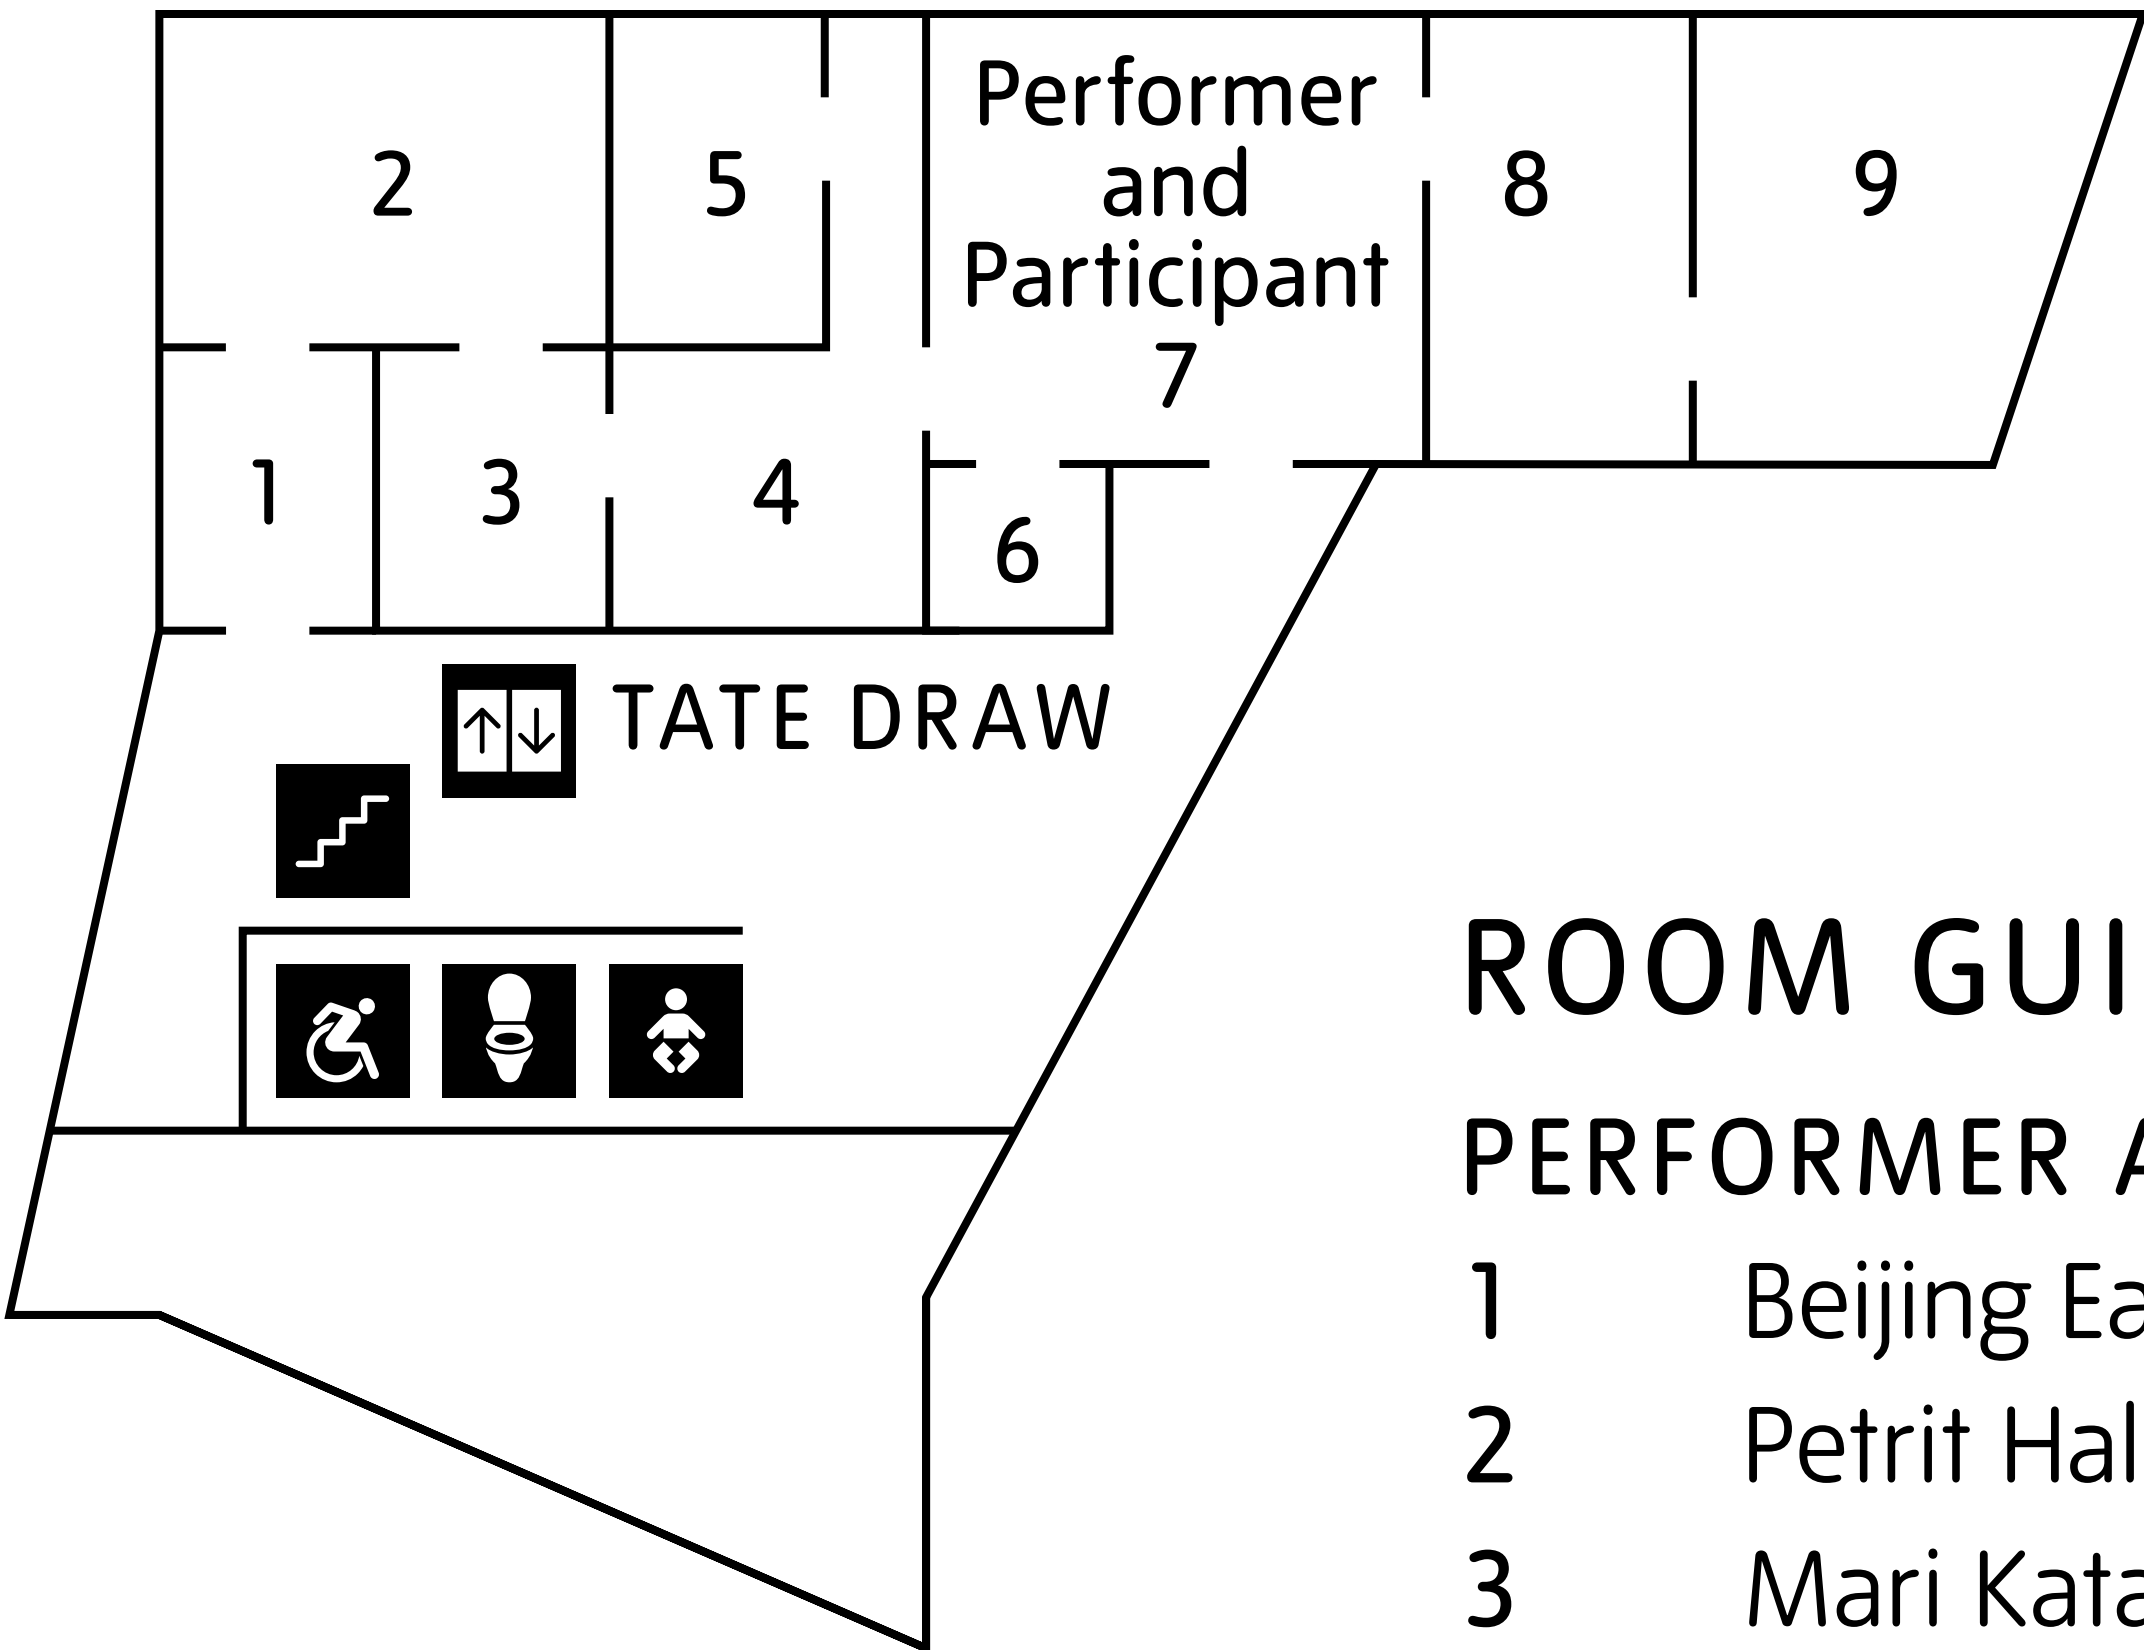 Performer
and
Participant
2
5
8
9
7
1
3
4
6
TATE DRAW
ROOM GUI
PERFORMER A
1 Beijing Ea
2 Petrit Hal
3 Mari Kata